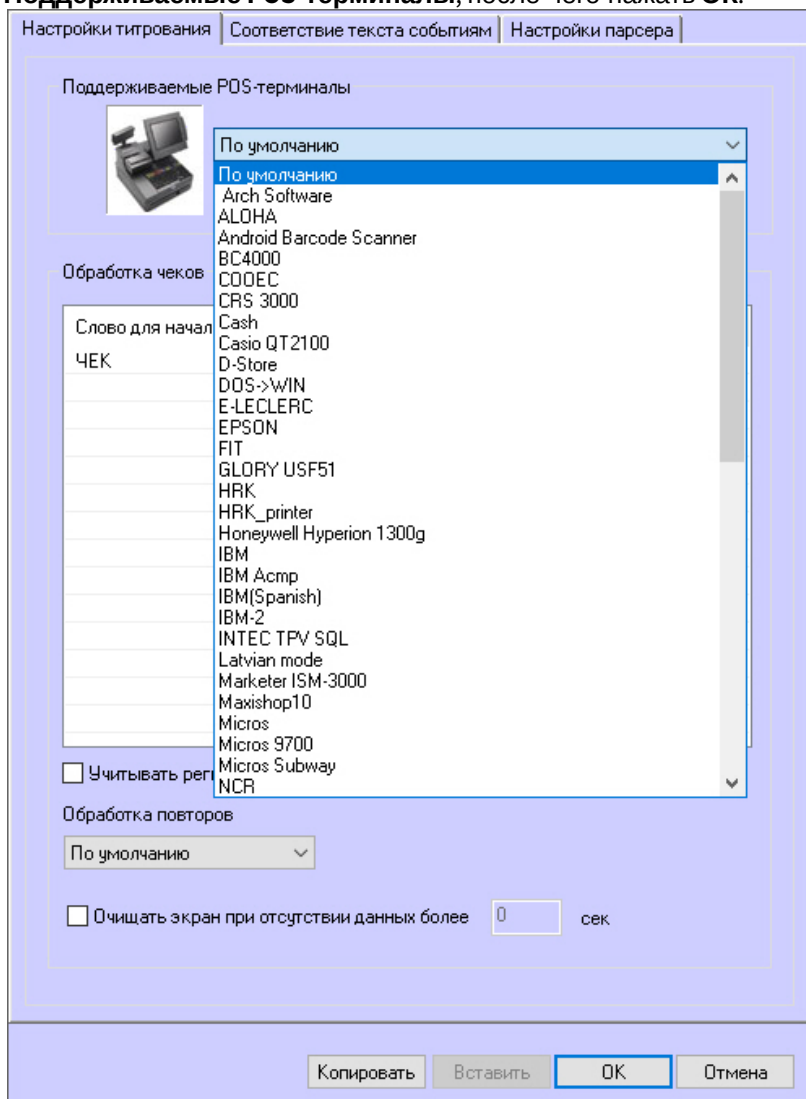 Поддерживаемые POS-терминалы, после чего нажать ОК.
Настройки титрования
Соответствие текста событиям
Настройки парсера
Поддерживаемые POS-терминалы
По умолчанию
По умолчанию
Arch Software
ALOHA
Android Barcode Scanner
BC4000
COOEC
CRS 3000
Cash
Casio QT2100
D-Store
DOS->WIN
E-LECLERC
EPSON
FIT
GLORY USF51
HRK
HRK_printer
Honeywell Hyperion 1300g
IBM
IBM Acmp
IBM(Spanish)
IBM-2
INTEC TPV SQL
Latvian mode
Marketer ISM-3000
Maxishop10
Micros
Micros 9700
Micros Subway
NCR
Обработка чеков
Слово для начал
ЧЕК
Учитывать реги
Обработка повторов
По умолчанию
Очищать экран при отсутствии данных более 0 сек
Копировать
Вставить
ОК
Отмена